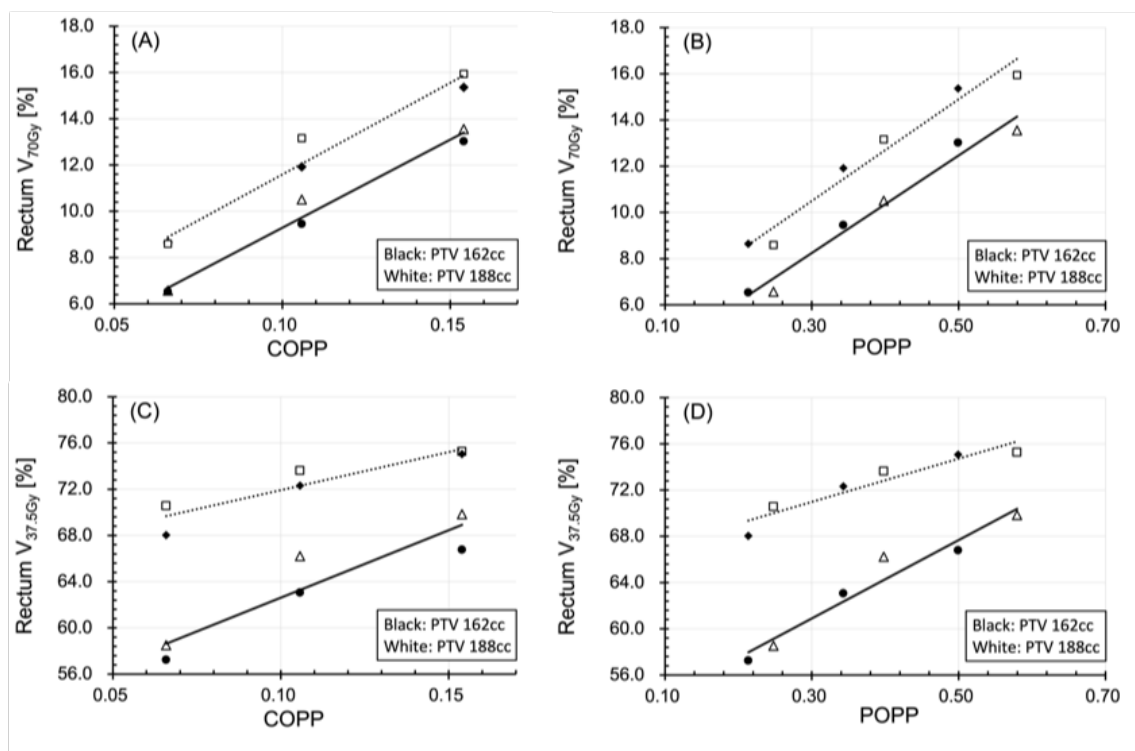 (A)
Rectum V70Gy [%]
18.0
16.0
14.0
12.0
10.0
8.0
6.0
Black: PTV 162cc
White: PTV 188cc
0.05 0.10 0.15
COPP
(B)
Rectum V70Gy [%]
18.0
16.0
14.0
12.0
10.0
8.0
6.0
Black: PTV 162cc
White: PTV 188cc
0.10 0.30 0.50 0.70
POPP
(C)
Rectum V37.5Gy [%]
80.0
76.0
72.0
68.0
64.0
60.0
56.0
Black: PTV 162cc
White: PTV 188cc
0.05 0.10 0.15
COPP
(D)
Rectum V37.5Gy [%]
80.0
76.0
72.0
68.0
64.0
60.0
56.0
Black: PTV 162cc
White: PTV 188cc
0.10 0.30 0.50 0.70
POPP